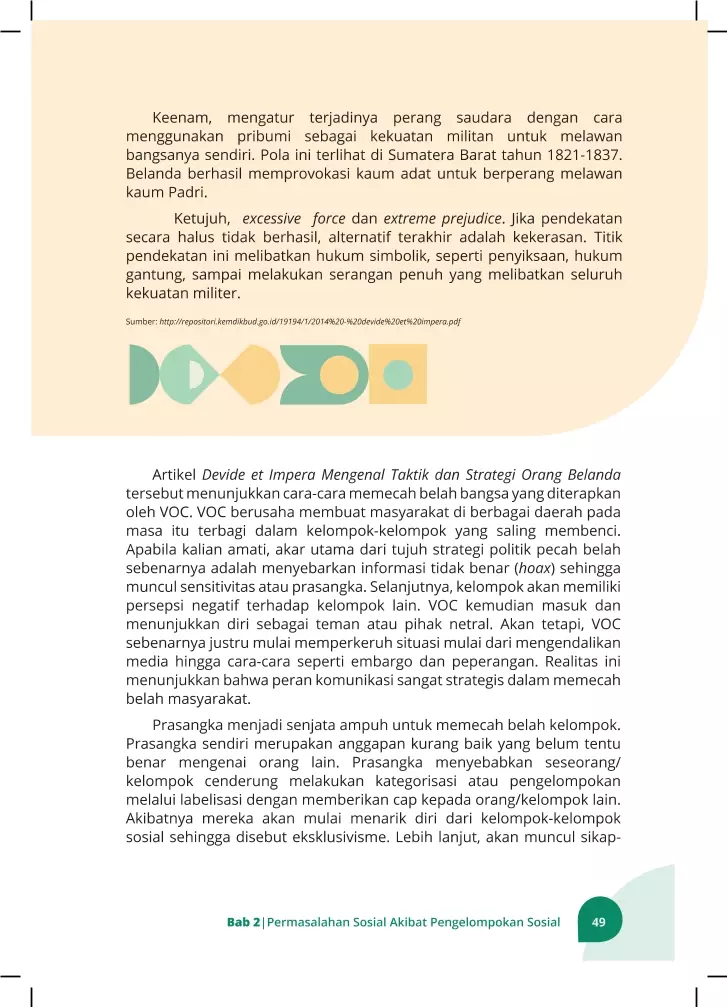 Keenam, mengatur terjadinya perang saudara dengan cara
menggunakan pribumi sebagai kekuatan militan untuk melawan
bangsanya sendiri. Pola ini terlihat di Sumatera Barat tahun 1821-1837.
Belanda berhasil memprovokasi kaum adat untuk berperang melawan
kaum Padri.
Ketujuh, excessive force dan extreme prejudice. Jika pendekatan
secara halus tidak berhasil, alternatif terakhir adalah kekerasan. Titik
pendekatan ini melibatkan hukum simbolik, seperti penyiksaan, hukum
gantung, sampai melakukan serangan penuh yang melibatkan seluruh
kekuatan militer.
Sumber: http://repositori.kemdikbud.go.id/19194/1/2014%20-%20devide%20et%20impera.pdf
Artikel Devide et Impera Mengenal Taktik dan Strategi Orang Belanda
tersebut menunjukkan cara-cara memecah belah bangsa yang diterapkan
oleh VOC. VOC berusaha membuat masyarakat di berbagai daerah pada
masa itu terbagi dalam kelompok-kelompok yang saling membenci.
Apabila kalian amati, akar utama dari tujuh strategi politik pecah belah
sebenarnya adalah menyebarkan informasi tidak benar (hoax) sehingga
muncul sensitivitas atau prasangka. Selanjutnya, kelompok akan memiliki
persepsi negatif terhadap kelompok lain. VOC kemudian masuk dan
menunjukkan diri sebagai teman atau pihak netral. Akan tetapi, VOC
sebenarnya justru mulai memperkeruh situasi mulai dari mengendalikan
media hingga cara-cara seperti embargo dan peperangan. Realitas ini
menunjukkan bahwa peran komunikasi sangat strategis dalam memecah
belah masyarakat.
Prasangka menjadi senjata ampuh untuk memecah belah kelompok.
Prasangka sendiri merupakan anggapan kurang baik yang belum tentu
benar mengenai orang lain. Prasangka menyebabkan seseorang/
kelompok cenderung melakukan kategorisasi atau pengelompokan
melalui labelisasi dengan memberikan cap kepada orang/kelompok lain.
Akibatnya mereka akan mulai menarik diri dari kelompok-kelompok
sosial sehingga disebut eksklusivisme. Lebih lanjut, akan muncul sikap-
Bab 2|Permasalahan Sosial Akibat Pengelompokan Sosial 49